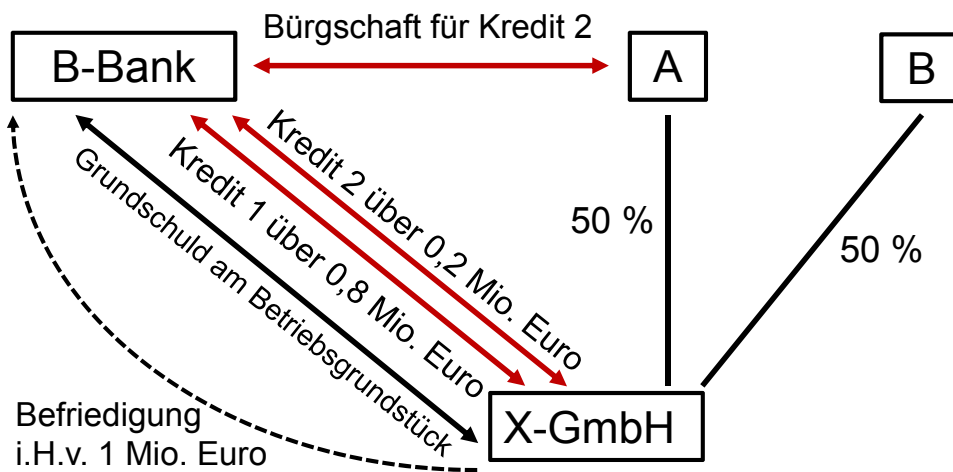 Bürgschaft für Kredit 2
B-Bank
A
B
Kredit 2 über 0,2 Mio. Euro
Kredit 1 über 0,8 Mio. Euro
Grundschuld am Betriebsgrundstück
50 %
50 %
X-GmbH
Befriedigung
i.H.v. 1 Mio. Euro